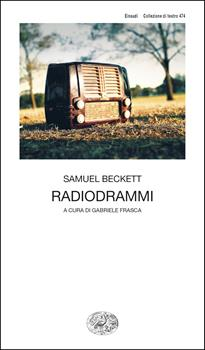 Einaudi Collezione di teatro 474
SAMUEL BECKETT
RADIODRAMMI
A CURA DI GABRIELE FRASCA